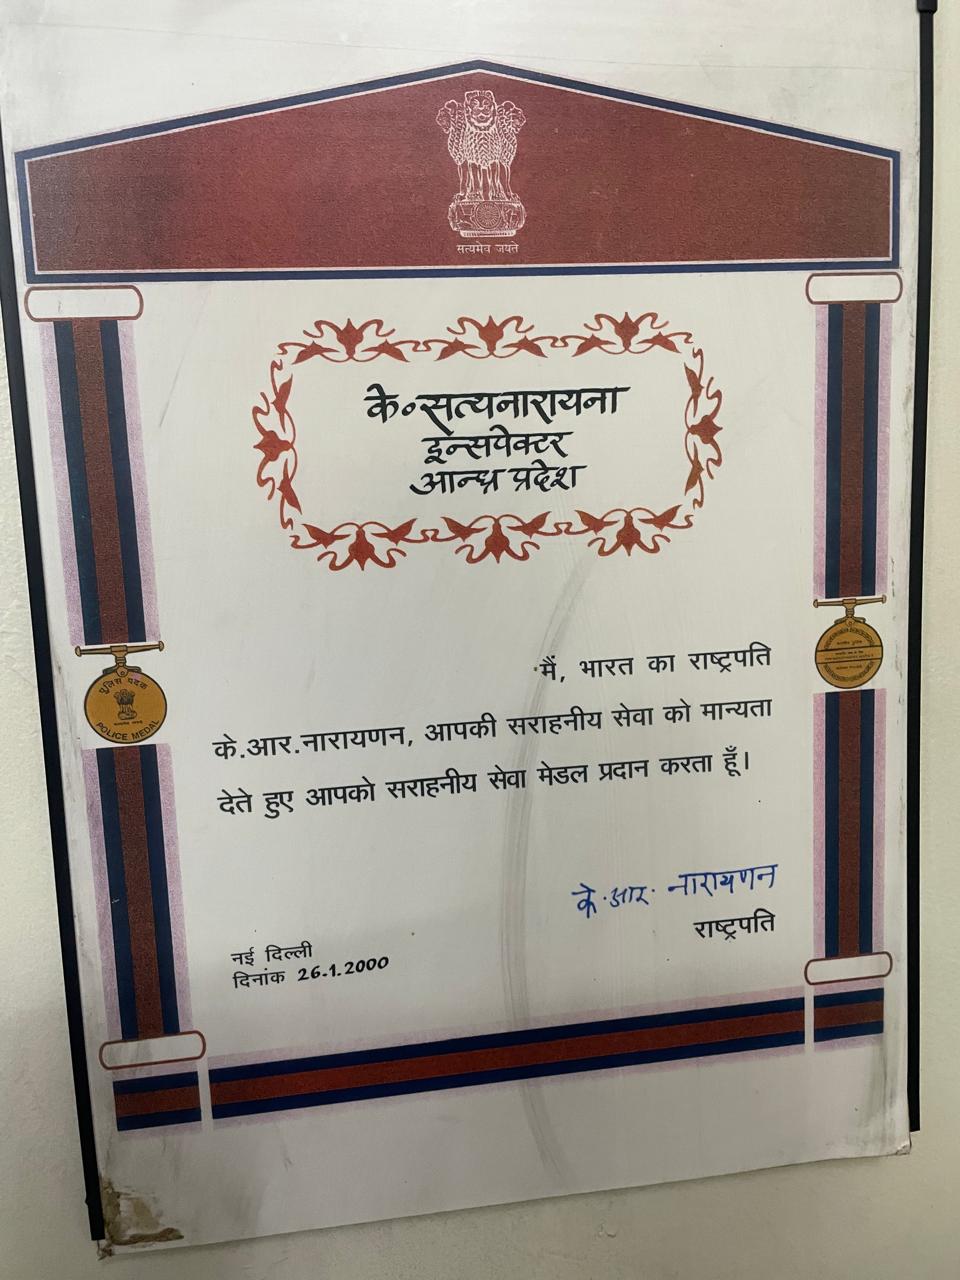 सत्यमेव जयते
के॰सत्यनारायना
इन्सपेक्टर
आन्ध्र प्रदेश
मैं, भारत का राष्ट्रपति
के.आर.नारायणन, आपकी सराहनीय सेवा को मान्यता
देते हुए आपको सराहनीय सेवा मेडल प्रदान करता हूँ।
पुलिस पदक
POLICE MEDAL
के.आर. नारायणन
राष्ट्रपति
नई दिल्ली
दिनांक 26.1.2000